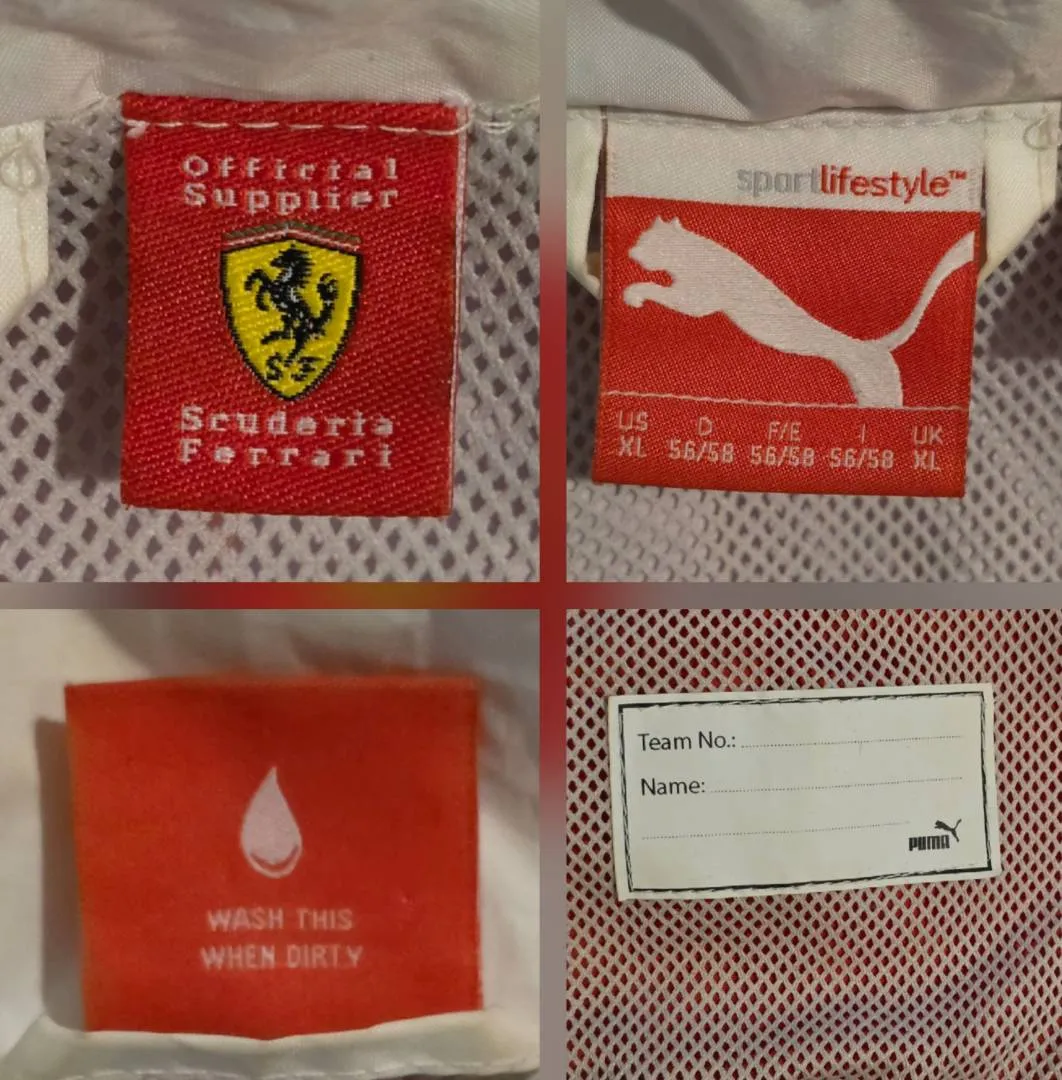 Official
Supplier
SF
Scuderia
Ferrari
sportlifestyle™
US D F/E I UK
XL 56/58 56/58 56/58 XL
WASH THIS
WHEN DIRTY
Team No.:
Name:
PUMA